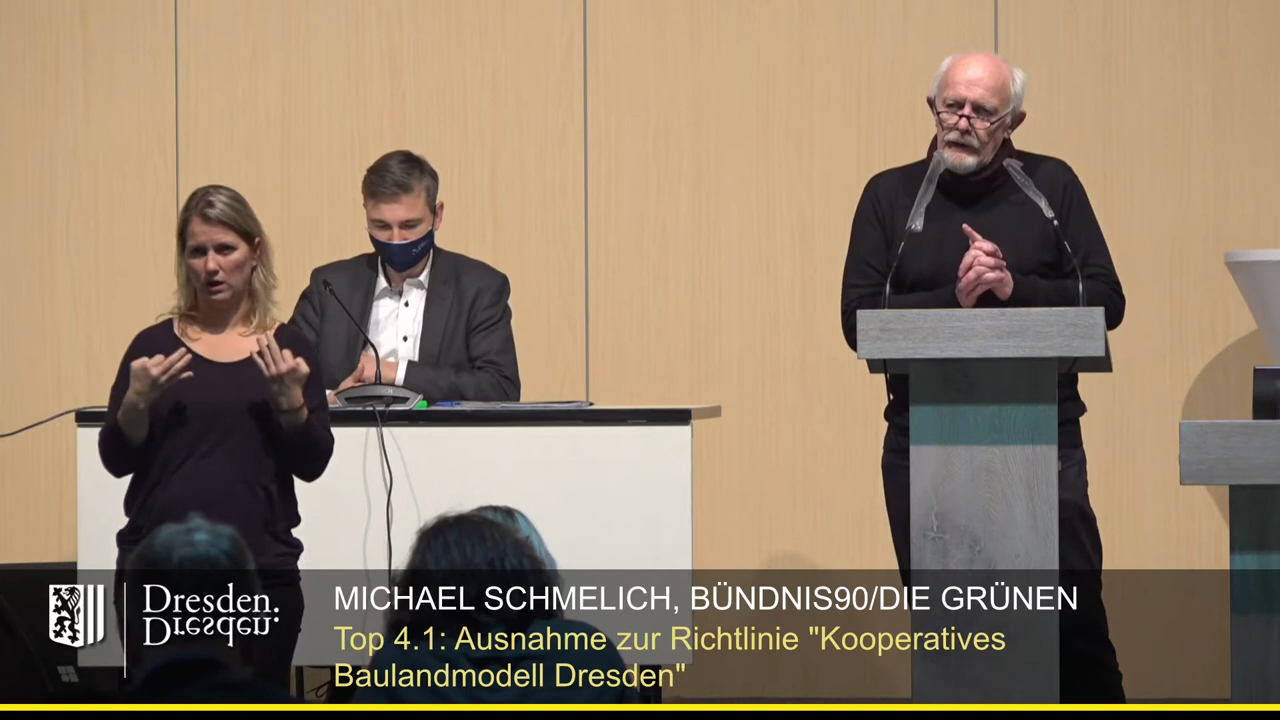 Dresden.
Dresden.
MICHAEL SCHMELICH, BÜNDNIS90/DIE GRÜNEN
Top 4.1: Ausnahme zur Richtlinie "Kooperatives
Baulandmodell Dresden"